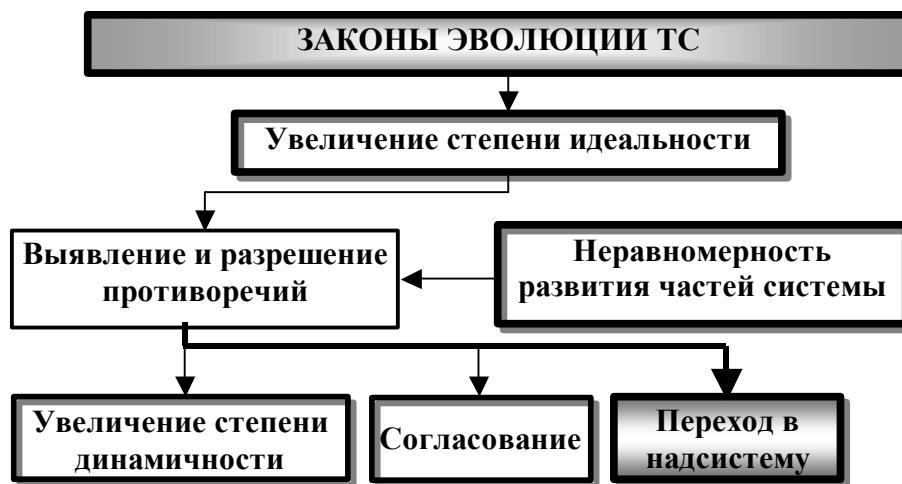 ЗАКОНЫ ЭВОЛЮЦИИ ТС
Увеличение степени идеальности
Выявление и разрешение
противоречий
Неравномерность
развития частей системы
Увеличение степени
динамичности
Согласование
Переход в
надсистему